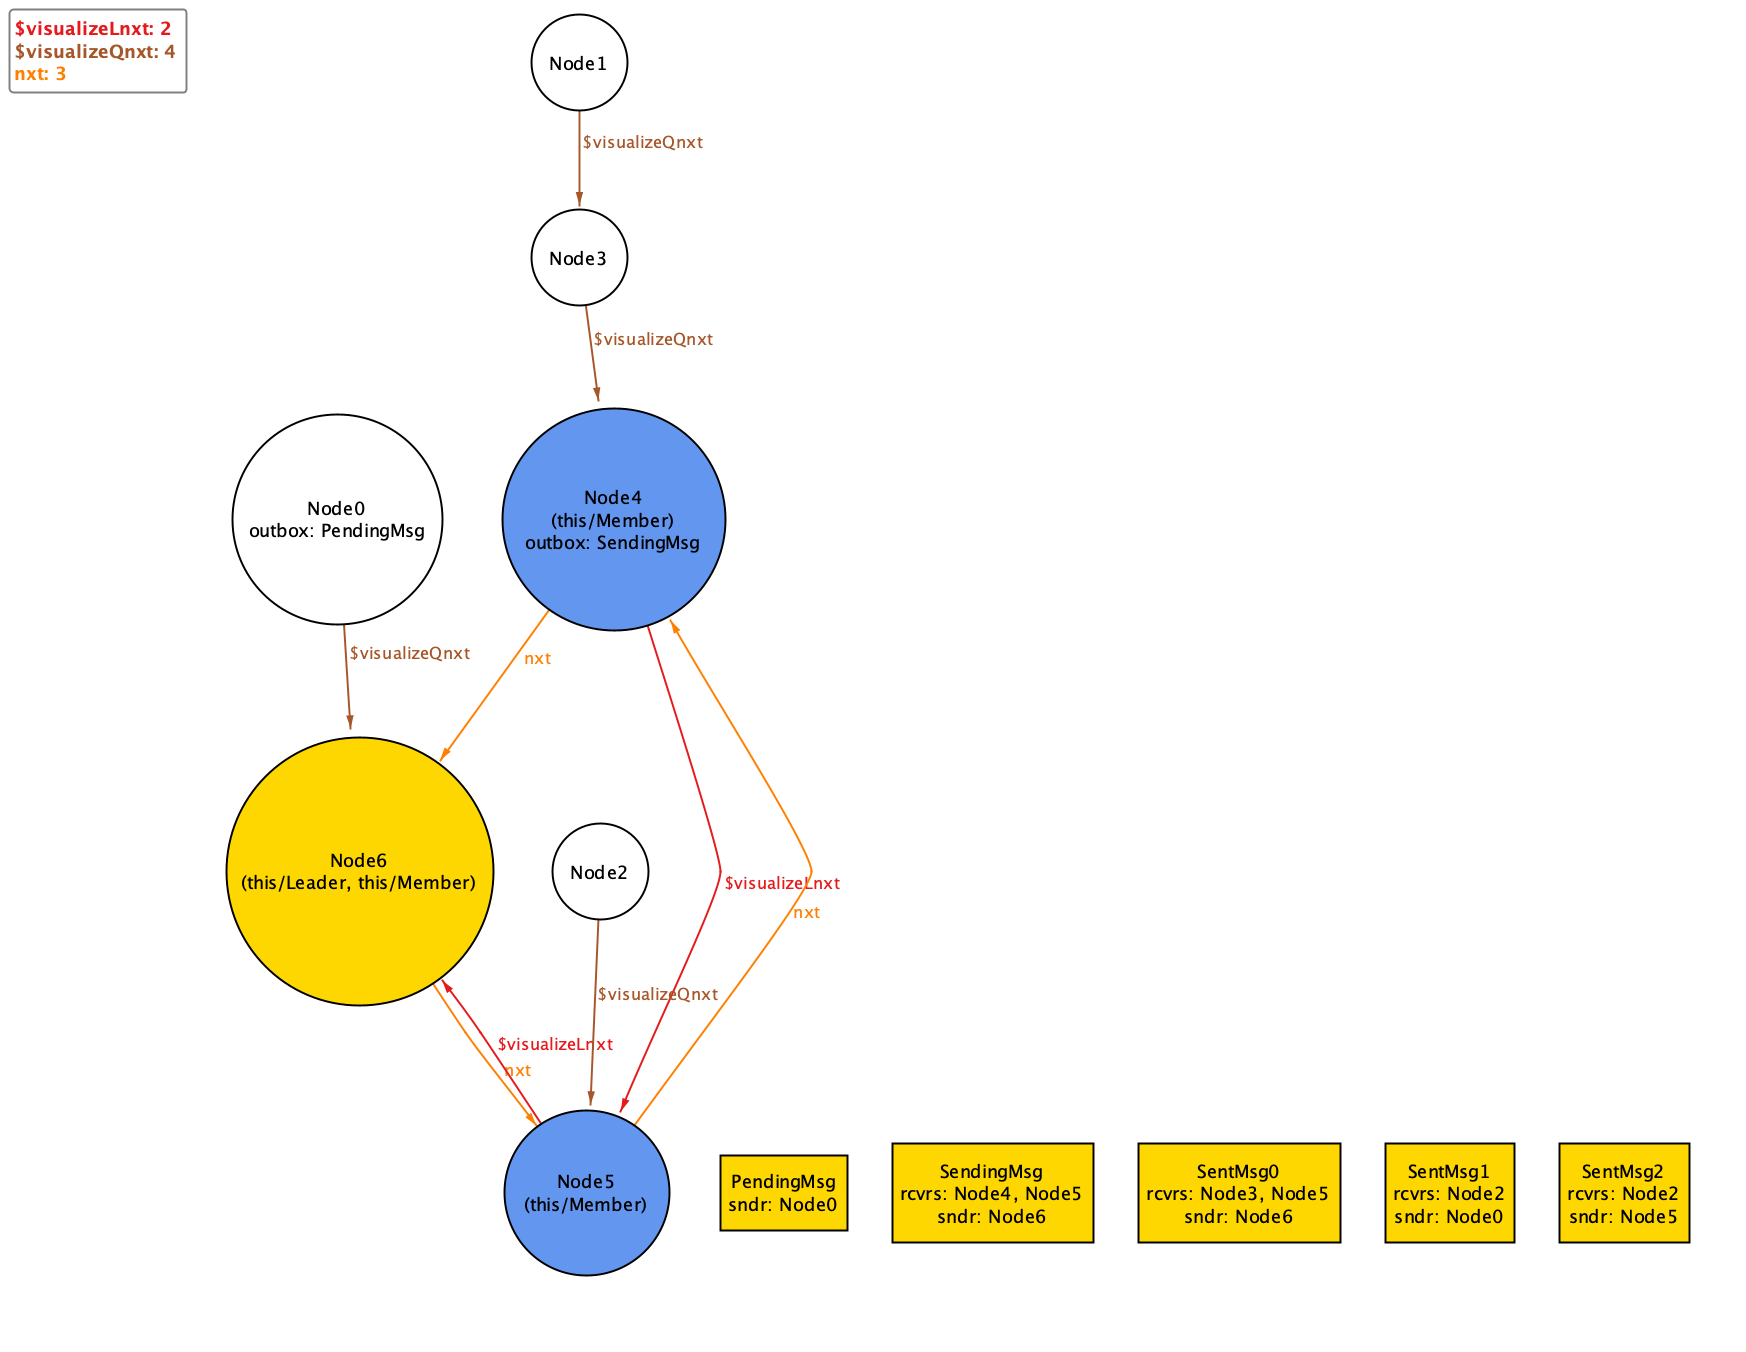 $visualizeLnxt: 2
$visualizeQnxt: 4
nxt: 3
Node1
$visualizeQnxt
Node3
$visualizeQnxt
Node0
outbox: PendingMsg
Node4
(this/Member)
outbox: SendingMsg
$visualizeQnxt
nxt
Node6
(this/Leader, this/Member)
Node2
$visualizeLnxt
nxt
$visualizeQnxt
$visualizeLnxt
nxt
Node5
(this/Member)
PendingMsg
sndr: Node0
SendingMsg
rcvrs: Node4, Node5
sndr: Node6
SentMsg0
rcvrs: Node3, Node5
sndr: Node6
SentMsg1
rcvrs: Node2
sndr: Node0
SentMsg2
rcvrs: Node2
sndr: Node5